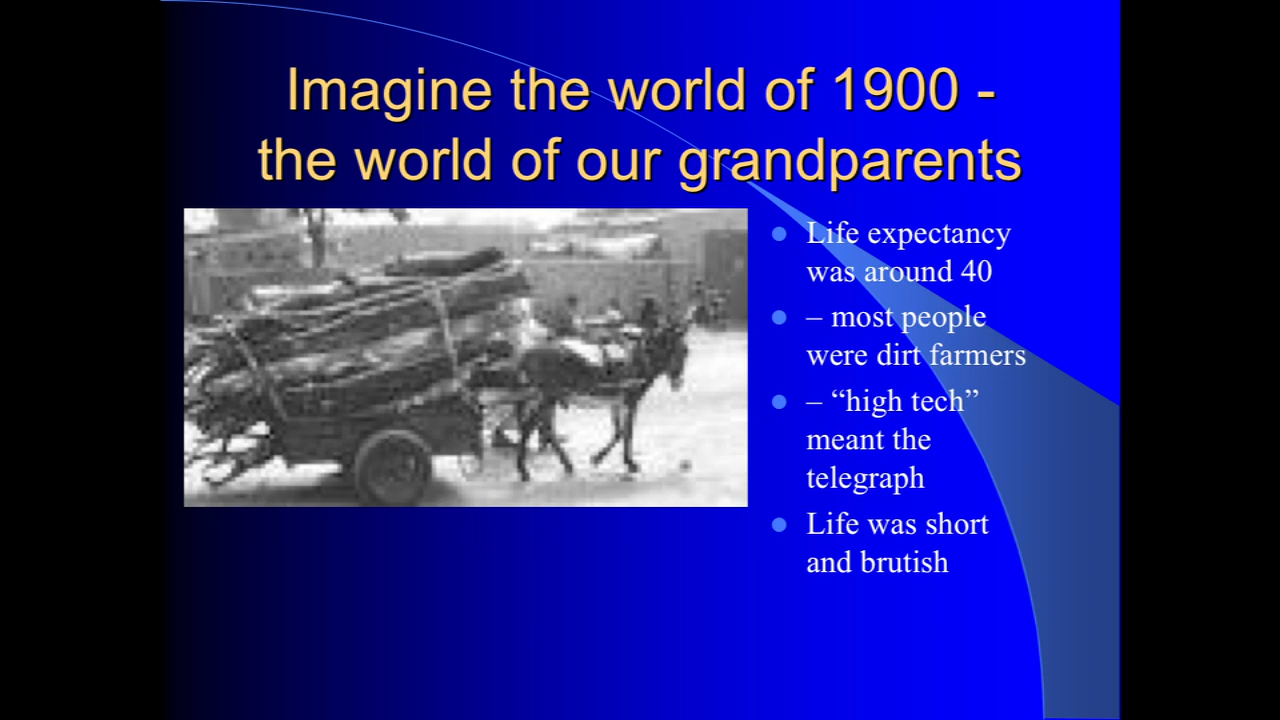 Imagine the world of 1900 -
the world of our grandparents
Life expectancy
was around 40
– most people
were dirt farmers
– “high tech”
meant the
telegraph
Life was short
and brutish